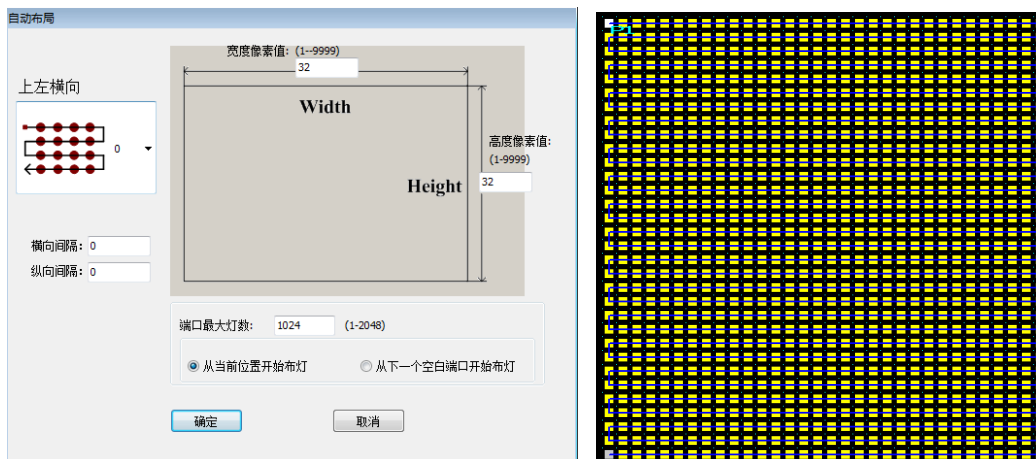 自动布局
宽度像素值: (1--9999)
32
上左横向
Width
0
高度像素值:
(1-9999)
Height
32
横向间隔: 0
纵向间隔: 0
端口最大灯数: 1024 (1-2048)
从当前位置开始布灯 从下一个空白端口开始布灯
确定 取消
P1